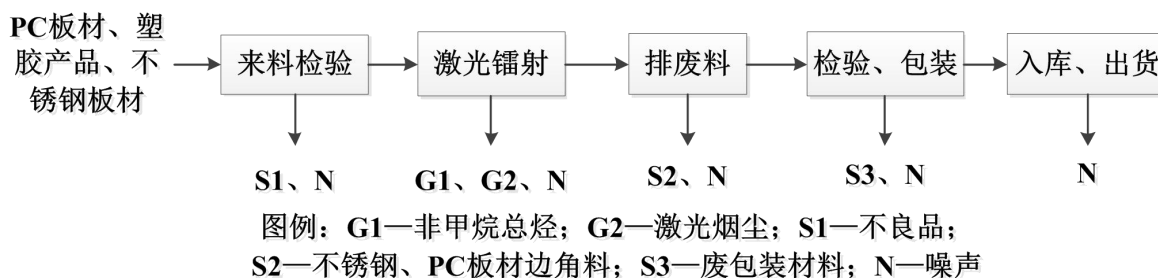 PC板材、塑
胶产品、不
锈钢板材
来料检验
激光镭射
排废料
检验、包装
入库、出货
S1、N
G1、G2、N
S2、N
S3、N
N
图例：G1—非甲烷总烃；G2—激光烟尘；S1—不良品；
S2—不锈钢、PC板材边角料；S3—废包装材料；N—噪声